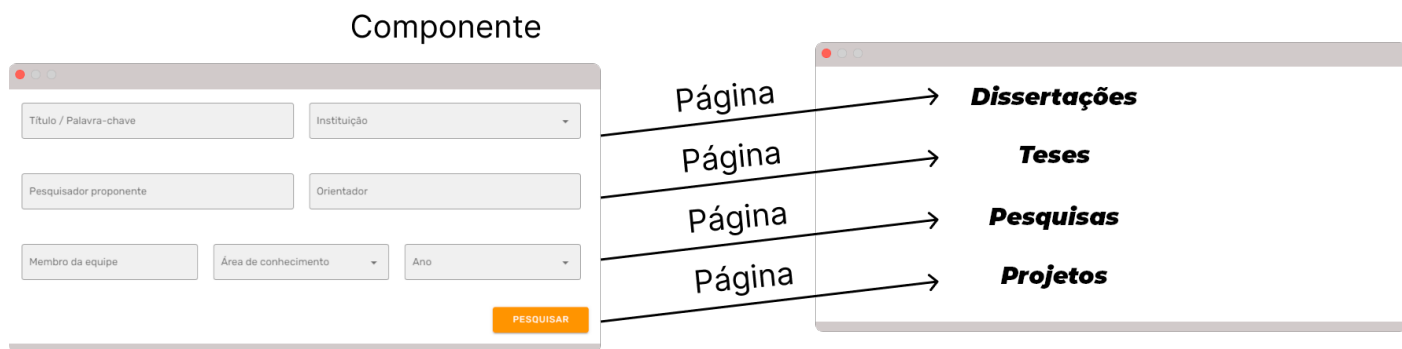 Componente
Título / Palavra-chave
Instituição
Pesquisador proponente
Orientador
Membro da equipe
Área de conhecimento
Ano
PESQUISAR
Página
Página
Página
Página
Dissertações
Teses
Pesquisas
Projetos